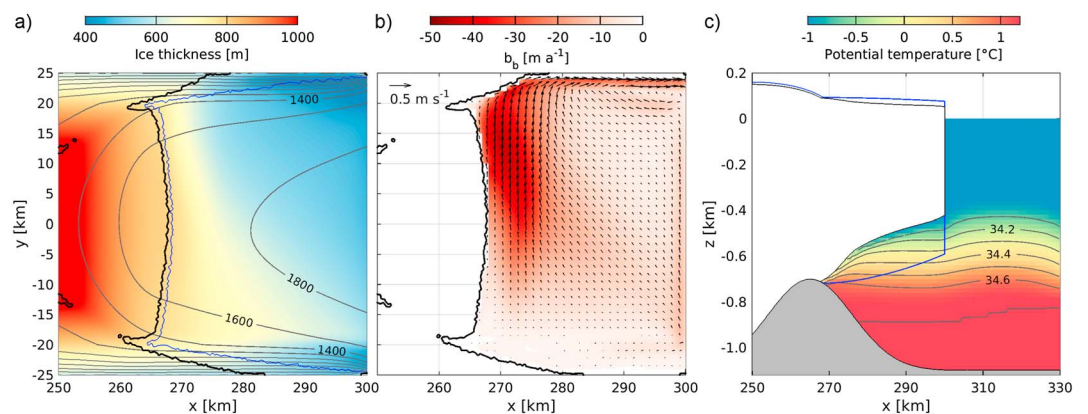 a)
400 600 800 1000
Ice thickness [m]
b)
-50 -40 -30 -20 -10 0
b_b [m a⁻¹]
c)
-1 -0.5 0 0.5 1
Potential temperature [°C]
25
20
15
10
5
0
-5
-10
-15
-20
-25
y [km]
1400
1800
1600
1400
250 260 270 280 290 300
x [km]
0.5 m s⁻¹
250 260 270 280 290 300
x [km]
0.2
0
-0.2
-0.4
-0.6
-0.8
-1.0
z [km]
34.2
34.4
34.6
250 270 290 310 330
x [km]